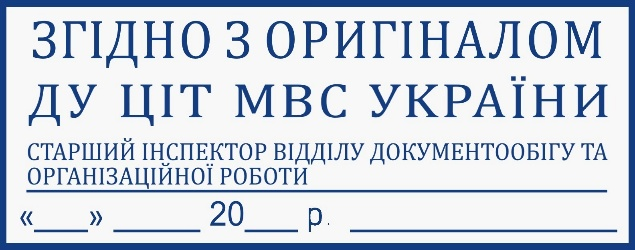 ЗГІДНО З ОРИГІНАЛОМ
ДУ ЦІТ МВС УКРАЇНИ
СТАРШИЙ ІНСПЕКТОР ВІДДІЛУ ДОКУМЕНТООБІГУ ТА
ОРГАНІЗАЦІЙНОЇ РОБОТИ
«___» ______ 20___ р. ______________